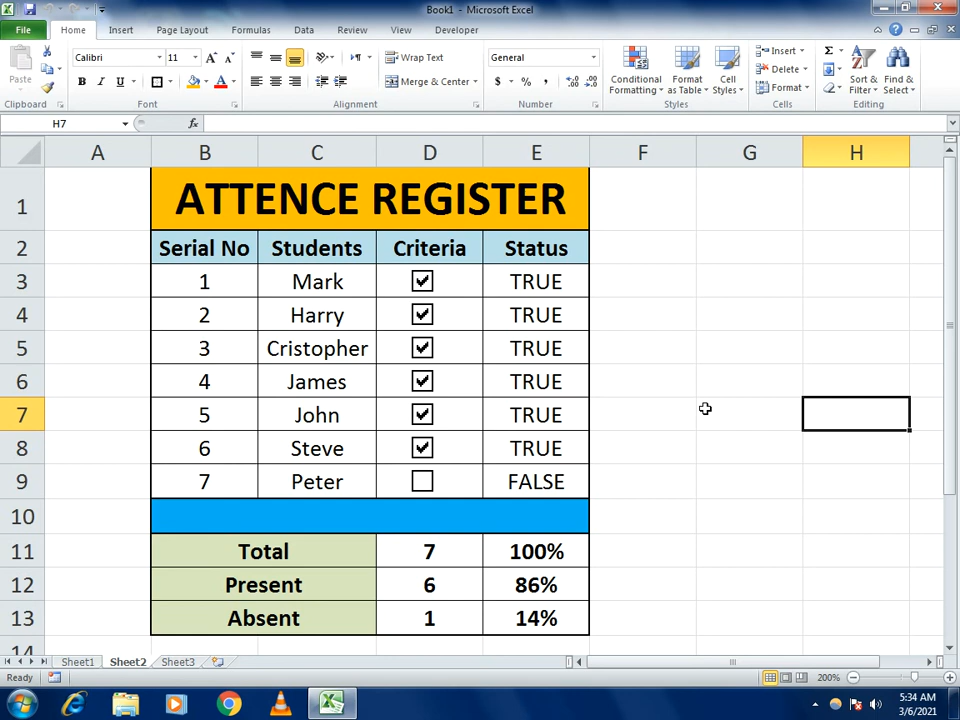 Book1 - Microsoft Excel
File Home Insert Page Layout Formulas Data Review View Developer
Paste
Calibri 11
B I U
Wrap Text
Merge & Center
General
$ % ,
Conditional Formatting
Format as Table
Cell Styles
Insert
Delete
Format
Sort & Filter
Find & Select
Clipboard Font Alignment Number Styles Cells Editing
H7 fx
A B C D E F G H
1 ATTENCE REGISTER
2 Serial No Students Criteria Status
3 1 Mark TRUE
4 2 Harry TRUE
5 3 Cristopher TRUE
6 4 James TRUE
7 5 John TRUE
8 6 Steve TRUE
9 7 Peter FALSE
10
11 Total 7 100%
12 Present 6 86%
13 Absent 1 14%
14
Sheet1 Sheet2 Sheet3
Ready 200%
5:34 AM
3/6/2021